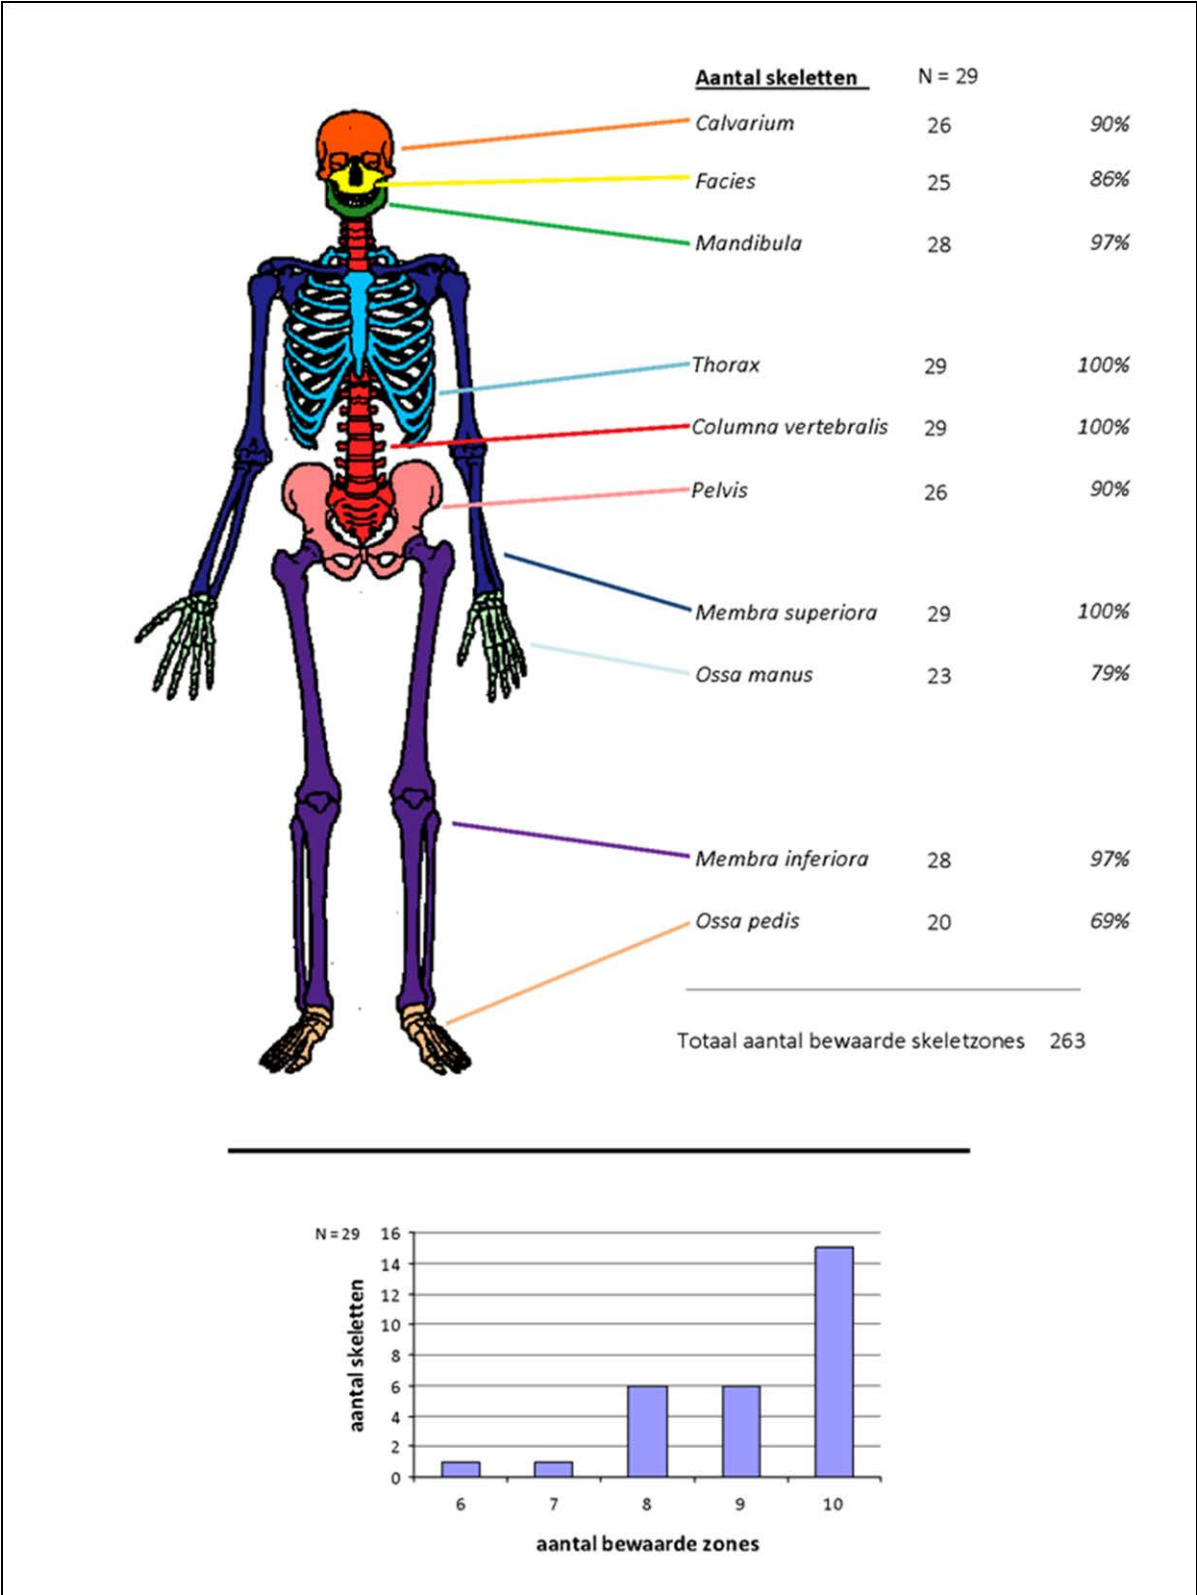 Aantal skeletten N = 29
Calvarium 26 90%
Facies 25 86%
Mandibula 28 97%
Thorax 29 100%
Columna vertebralis 29 100%
Pelvis 26 90%
Membra superiora 29 100%
Ossa manus 23 79%
Membra inferiora 28 97%
Ossa pedis 20 69%
Totaal aantal bewaarde skeletzones 263
N = 29
aantal skeletten
16
14
12
10
8
6
4
2
0
6 7 8 9 10
aantal bewaarde zones